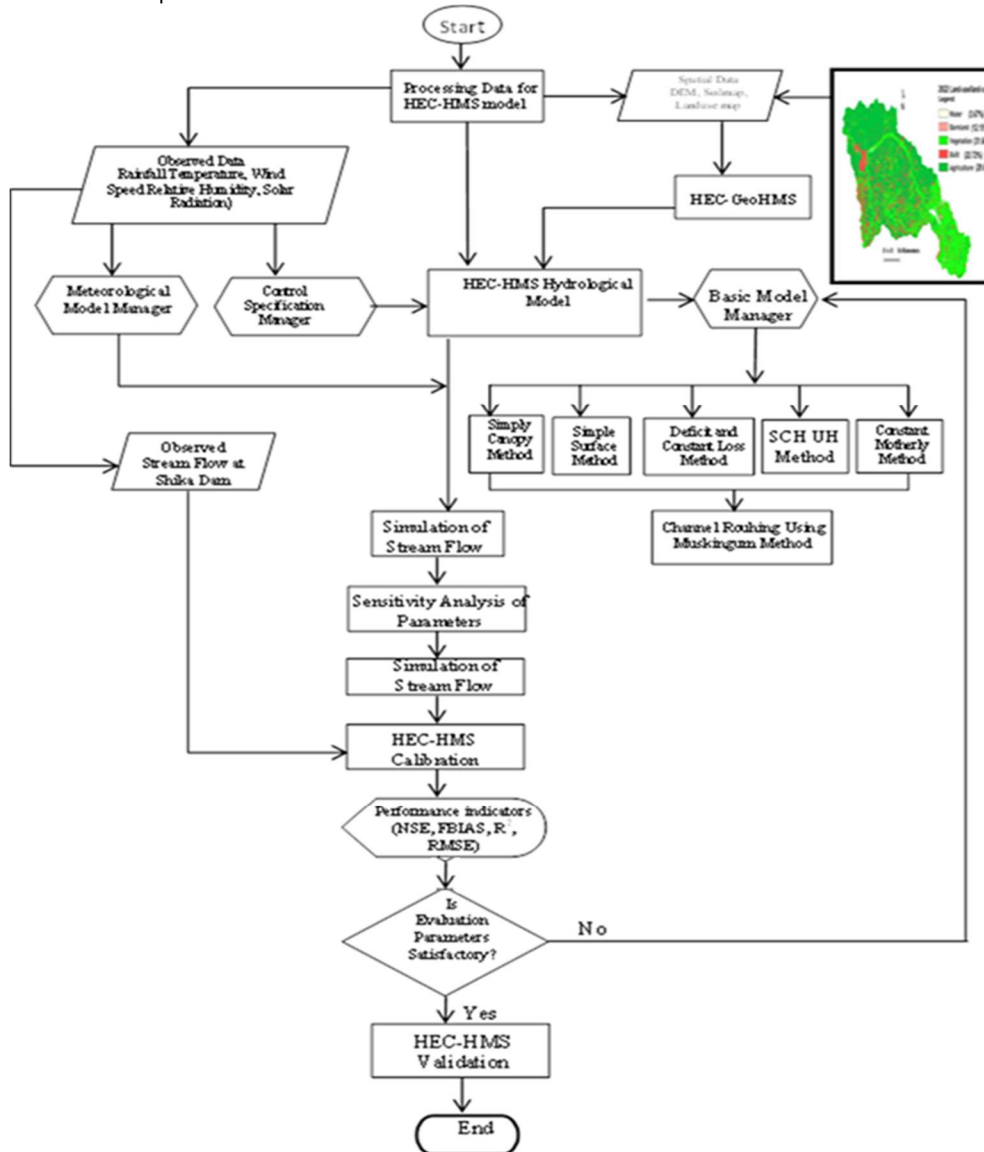 Start
Processing Data for
HEC-HMS model
Spatial Data
DEM, Soilmap,
Landuse map
Observed Data
Rainfall Temperature, Wind
Speed Relative Humidity, Solar
Radiation)
HEC-GeoHMS
Meteorological
Model Manager
Control
Specification
Manager
HEC-HMS Hydrological
Model
Basic Model
Manager
Simply
Canopy
Method
Simple
Surface
Method
Deficit and
Constant Loss
Method
SCH UH
Method
Constant
Motherly
Method
Observed
Stream Flow at
Shika Dam
Channel Routing Using
Muskingum Method
Simulation of
Stream Flow
Sensitivity Analysis of
Parameters
Simulation of
Stream Flow
HEC-HMS
Calibration
Performance indicators
(NSE, FBIAS, R²,
RMSE)
Is
Evaluation
Parameters
Satisfactory?
No
Yes
HEC-HMS
Validation
End